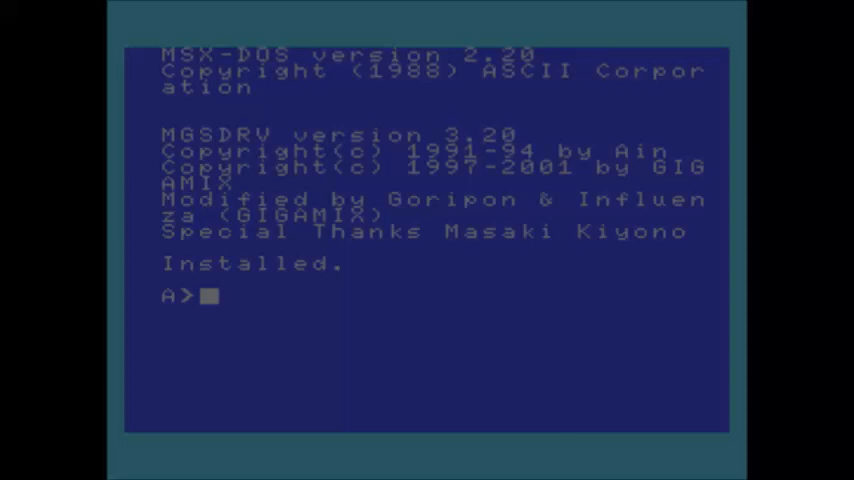 MSX-DOS version 2.20
Copyright (1988) ASCII Corpor
ation
MGSDRV version 3.20
Copyright(c) 1991-94 by Ain
Copyright(c) 1997-2001 by GIG
AMIX
Modified by Goripon & Influen
za (GIGAMIX)
Special Thanks Masaki Kiyono
Installed.
A>